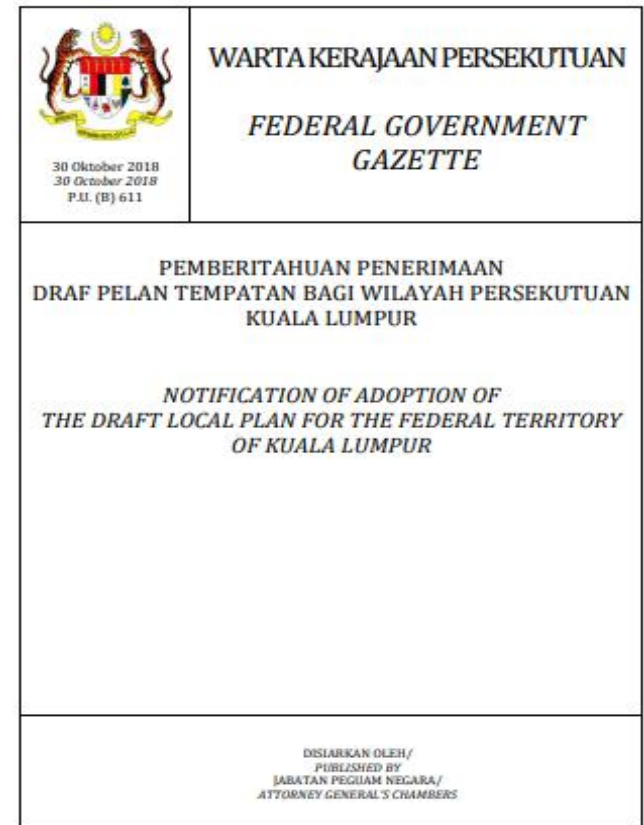 30 Oktober 2018
30 October 2018
P.U. (B) 611
WARTA KERAJAAN PERSEKUTUAN
FEDERAL GOVERNMENT
GAZETTE
PEMBERITAHUAN PENERIMAAN
DRAF PELAN TEMPATAN BAGI WILAYAH PERSEKUTUAN
KUALA LUMPUR
NOTIFICATION OF ADOPTION OF
THE DRAFT LOCAL PLAN FOR THE FEDERAL TERRITORY
OF KUALA LUMPUR
DISIARKAN OLEH/
PUBLISHED BY
JABATAN PEGUAM NEGARA/
ATTORNEY GENERAL'S CHAMBERS